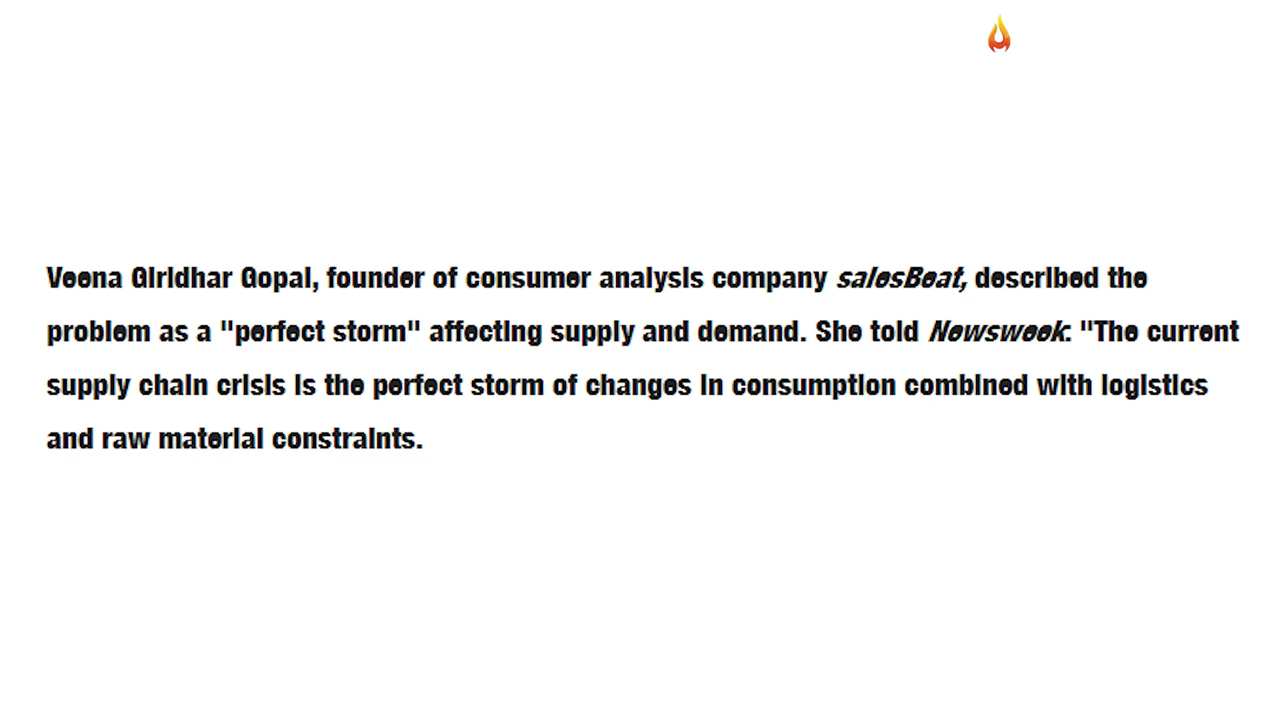 Veena Giridhar Gopal, founder of consumer analysis company salesBeat, described the
problem as a "perfect storm" affecting supply and demand. She told Newsweek: "The current
supply chain crisis is the perfect storm of changes in consumption combined with logistics
and raw material constraints.